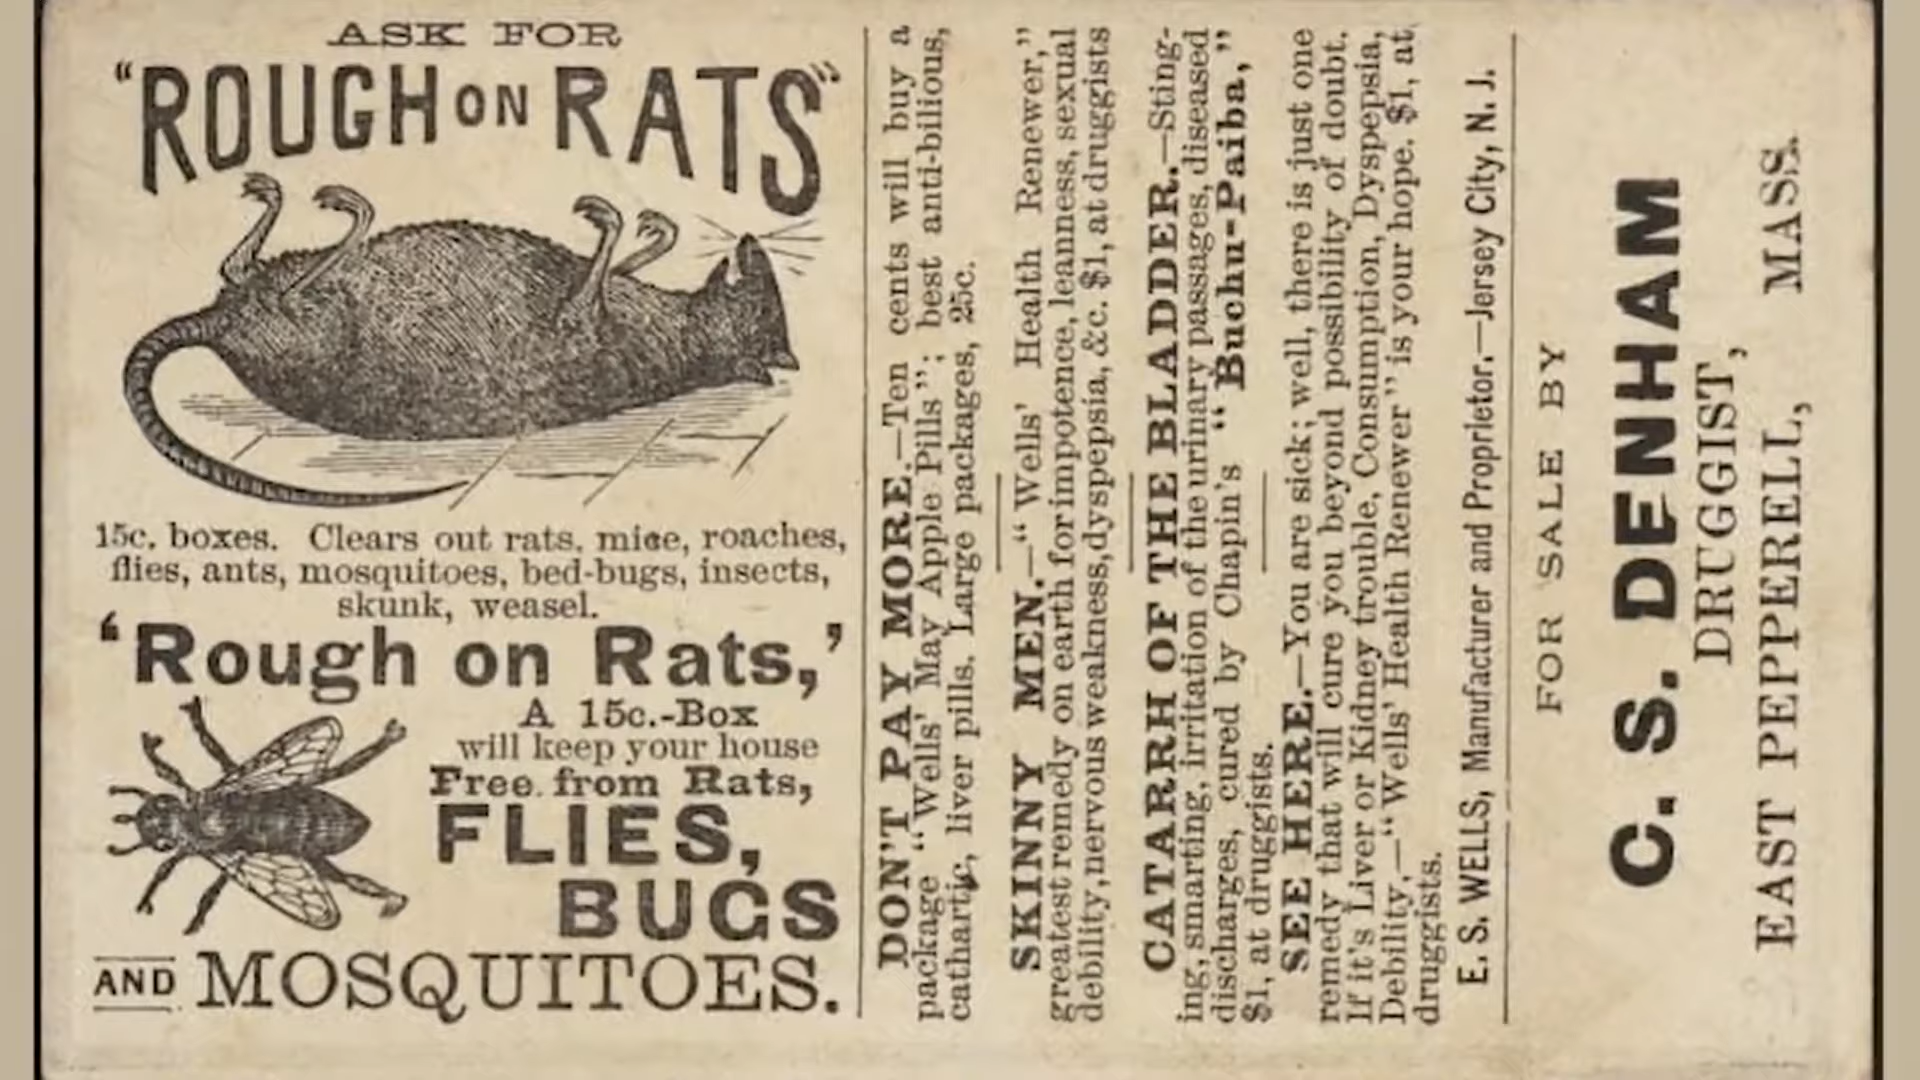 ASK FOR
"ROUGH ON RATS"
15c. boxes. Clears out rats, mice, roaches,
flies, ants, mosquitoes, bed-bugs, insects,
skunk, weasel.
'Rough on Rats,'
A 15c.-Box
will keep your house
Free from Rats,
FLIES,
BUGS
AND MOSQUITOES.
DON'T PAY MORE.—Ten cents will buy a
package "Wells' May Apple Pills"; best anti-bilious,
cathartic, liver pills. Large packages, 25c.
SKINNY MEN.—"Wells' Health Renewer,"
greatest remedy on earth for impotence, leanness, sexual
debility, nervous weakness, dyspepsia, &c. $1, at druggists
CATARRH OF THE BLADDER.—Sting-
ing, smarting, irritation of the urinary passages, diseased
discharges, cured by Chapin's "Buchu-Paiba,"
$1, at druggists.
SEE HERE.—You are sick; well, there is just one
remedy that will cure you beyond possibility of doubt.
If it's Liver or Kidney trouble, Consumption, Dyspepsia,
Debility,—"Wells' Health Renewer" is your hope. $1, at
druggists.
E. S. WELLS, Manufacturer and Proprietor.—Jersey City, N. J.
FOR SALE BY
C. S. DENHAM
DRUGGIST,
EAST PEPPERELL, MASS.